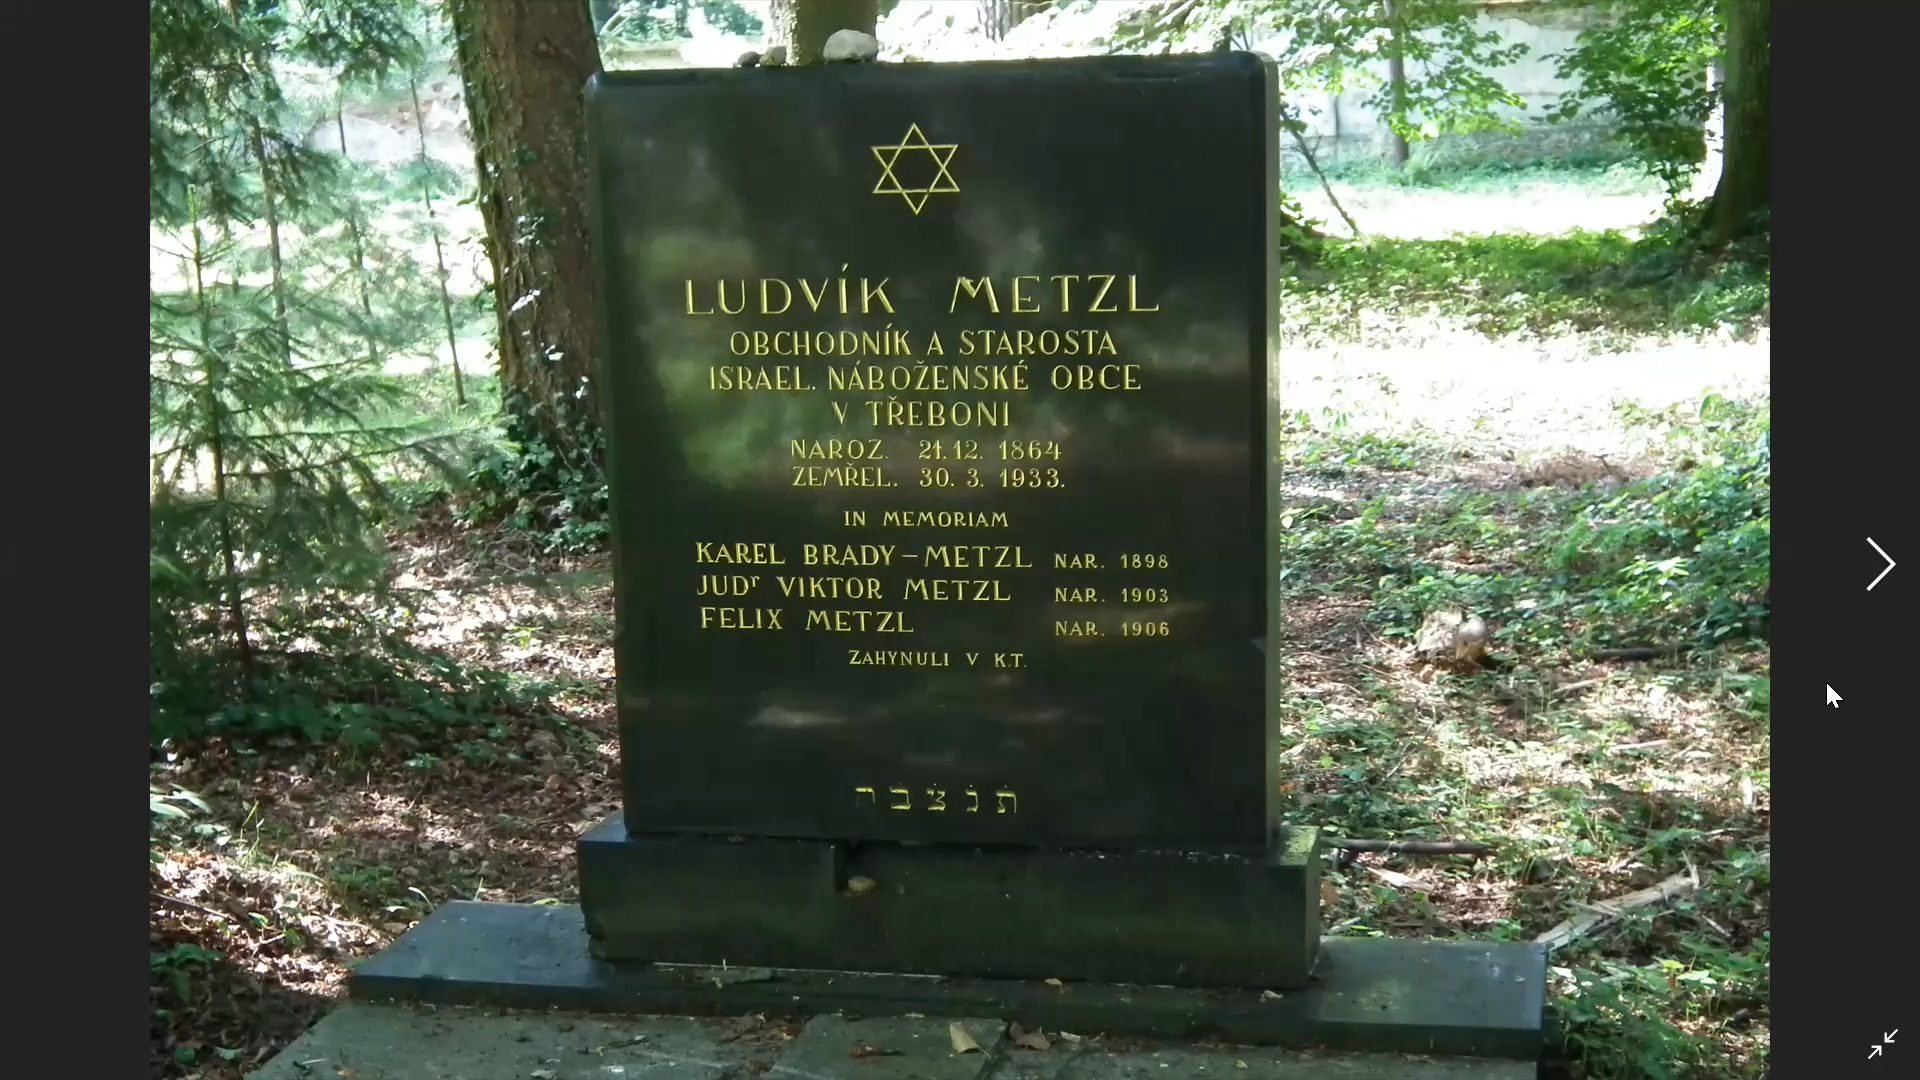 LUDVÍK METZL
OBCHODNÍK A STAROSTA
ISRAEL. NÁBOŽENSKÉ OBCE
V TŘEBONI
NAROZ. 21.12. 1864
ZEMŘEL. 30. 3. 1933.
IN MEMORIAM
KAREL BRADY – METZL NAR. 1898
JUDr VIKTOR METZL NAR. 1903
FELIX METZL NAR. 1906
ZAHYNULI V K.T.
ת נ צ ב ה